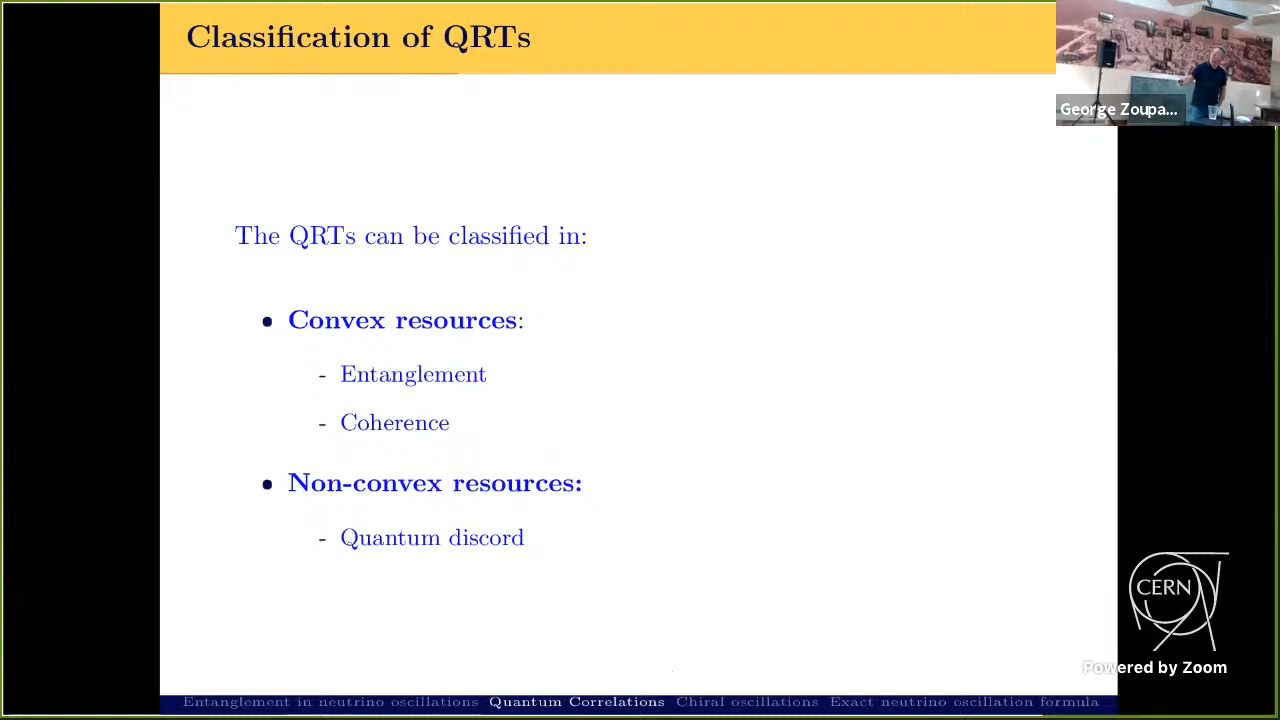 Classification of QRTs
George Zoupa...
The QRTs can be classified in:
• Convex resources:
- Entanglement
- Coherence
• Non-convex resources:
- Quantum discord
CERN
Powered by Zoom
Entanglement in neutrino oscillations Quantum Correlations Chiral oscillations Exact neutrino oscillation formula